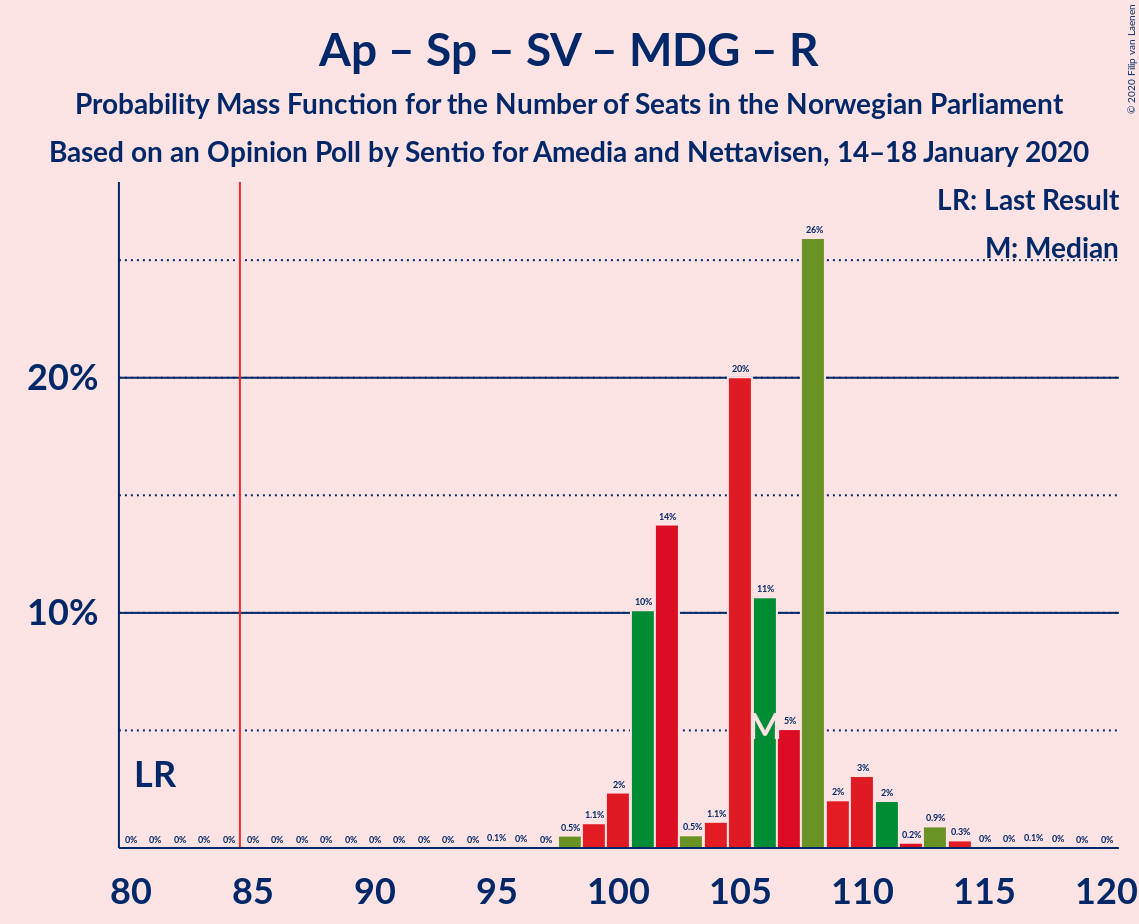 Ap – Sp – SV – MDG – R
Probability Mass Function for the Number of Seats in the Norwegian Parliament
Based on an Opinion Poll by Sentio for Amedia and Nettavisen, 14–18 January 2020
© 2020 Filip van Laenen
LR: Last Result
M: Median
20%
10%
LR
M
0% 0% 0% 0% 0% 0% 0% 0% 0% 0% 0% 0% 0% 0% 0% 0.1% 0% 0% 0.5% 1.1% 2% 10% 14% 0.5% 1.1% 20% 11% 5% 26% 2% 3% 2% 0.2% 0.9% 0.3% 0% 0% 0.1% 0% 0% 0%
80 85 90 95 100 105 110 115 120